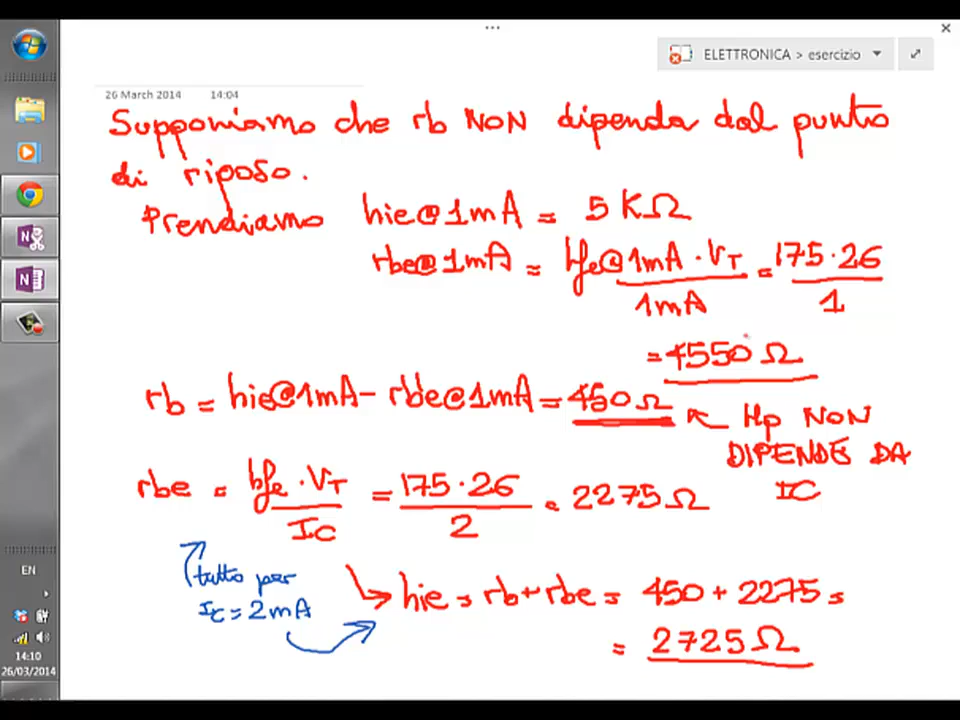 ELETTRONICA > esercizio
26 March 2014 14:04
Supponiamo che rb NON dipenda dal punto
di riposo.
Prendiamo hie@1mA = 5 KΩ
rbe@1mA = hfe@1mA · VT / 1mA = 175·26 / 1
= 4550 Ω
rb = hie@1mA - rbe@1mA = 450 Ω ← Hp NON
DIPENDE DA
IC
rbe = hfe · VT / IC = 175·26 / 2 = 2275 Ω
tutto per
IC = 2mA
hie = rb + rbe = 450 + 2275 =
= 2725 Ω
EN
14:10
26/03/2014